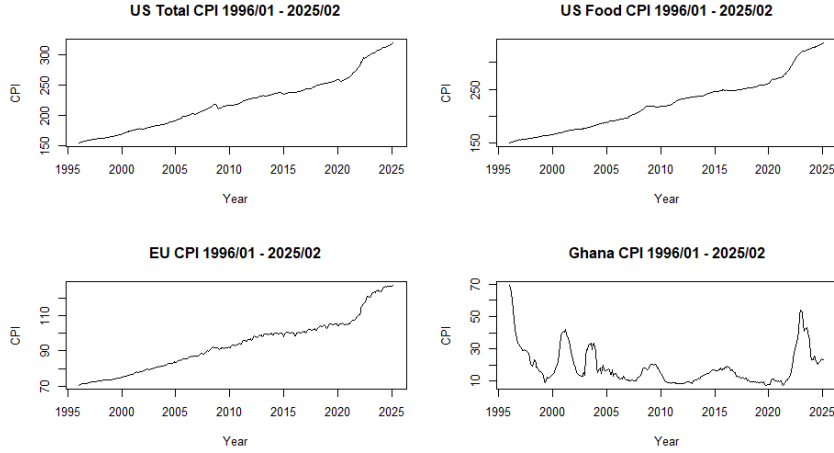 US Total CPI 1996/01 - 2025/02
CPI
150 200 250 300
1995 2000 2005 2010 2015 2020 2025
Year
US Food CPI 1996/01 - 2025/02
CPI
150 250
1995 2000 2005 2010 2015 2020 2025
Year
EU CPI 1996/01 - 2025/02
CPI
70 90 110
1995 2000 2005 2010 2015 2020 2025
Year
Ghana CPI 1996/01 - 2025/02
CPI
10 30 50 70
1995 2000 2005 2010 2015 2020 2025
Year